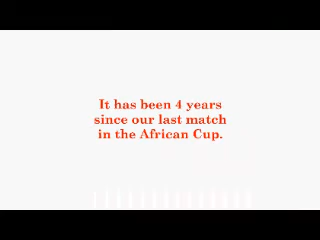 It has been 4 years
since our last match
in the African Cup.